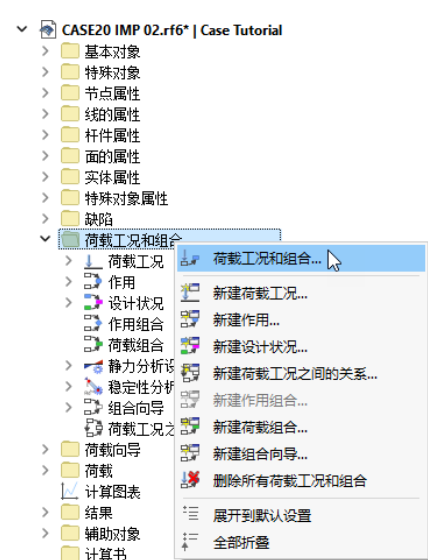 CASE20 IMP 02.rf6* | Case Tutorial
基本对象
特殊对象
节点属性
线的属性
杆件属性
面的属性
实体属性
特殊对象属性
缺陷
荷载工况和组合
荷载工况
作用
设计状况
作用组合
荷载组合
静力分析设
稳定性分析
组合向导
荷载工况之
荷载向导
荷载
计算图表
结果
辅助对象
计算书
荷载工况和组合...
新建荷载工况...
新建作用...
新建设计状况...
新建荷载工况之间的关系...
新建作用组合...
新建荷载组合...
新建组合向导...
删除所有荷载工况和组合
展开到默认设置
全部折叠